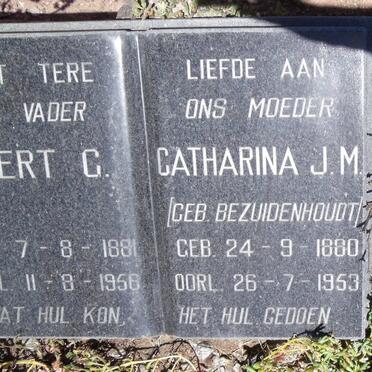 T TERE
VADER
ERT G.
7-8-1881
L. 11-8-1956
AT HUL KON,
LIEFDE AAN
ONS MOEDER
CATHARINA J.M.
[GEB. BEZUIDENHOUDT]
GEB. 24-9-1880
OORL. 26-7-1953
HET HUL GEDOEN